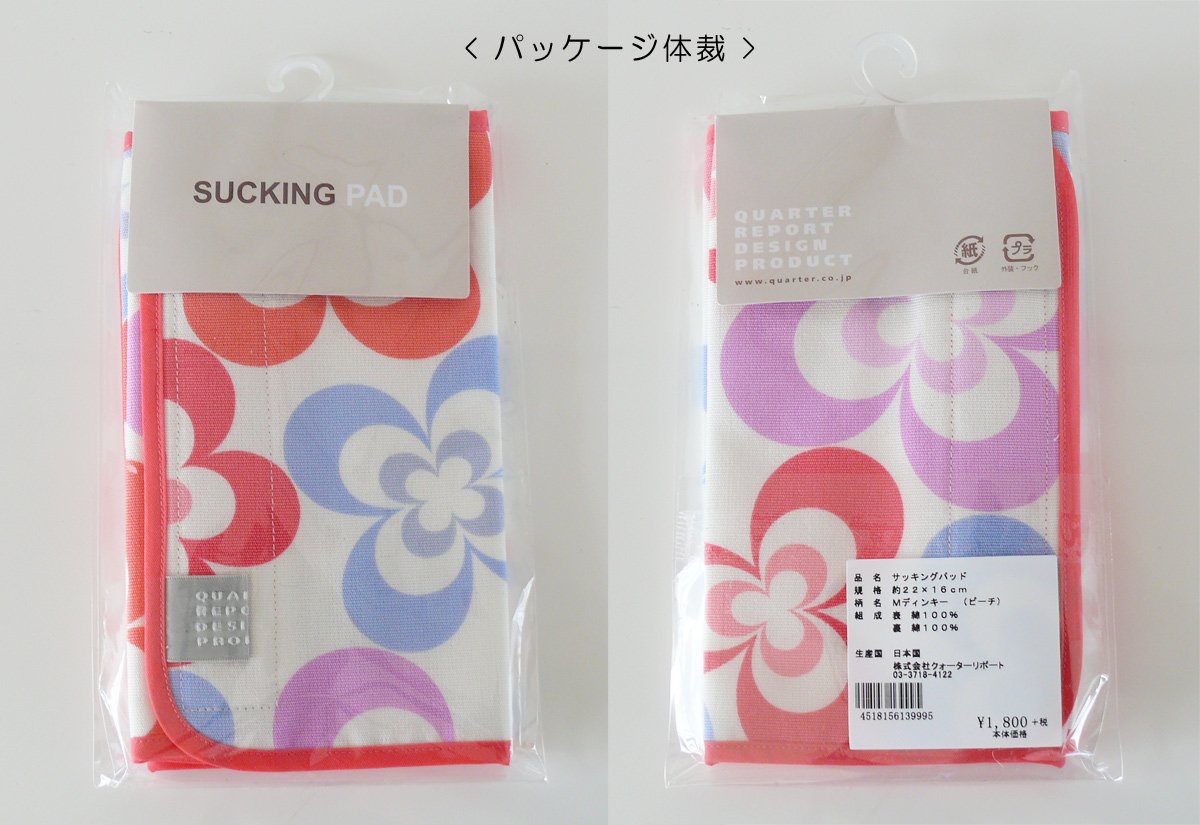 < パッケージ体裁 >
SUCKING PAD
QUAR
REPO
DESI
PROI
QUARTER
REPORT
DESIGN
PRODUCT
www.quarter.co.jp
紙
台紙
プラ
外装・フック
品 名 サッキングパッド
規 格 約22×16cm
柄 名 Mディンキー (ピーチ)
組 成 表 綿100%
裏 綿100%
生産国 日本国
株式会社クォーターリポート
03-3718-4122
4518156139995
¥1,800+税
本体価格